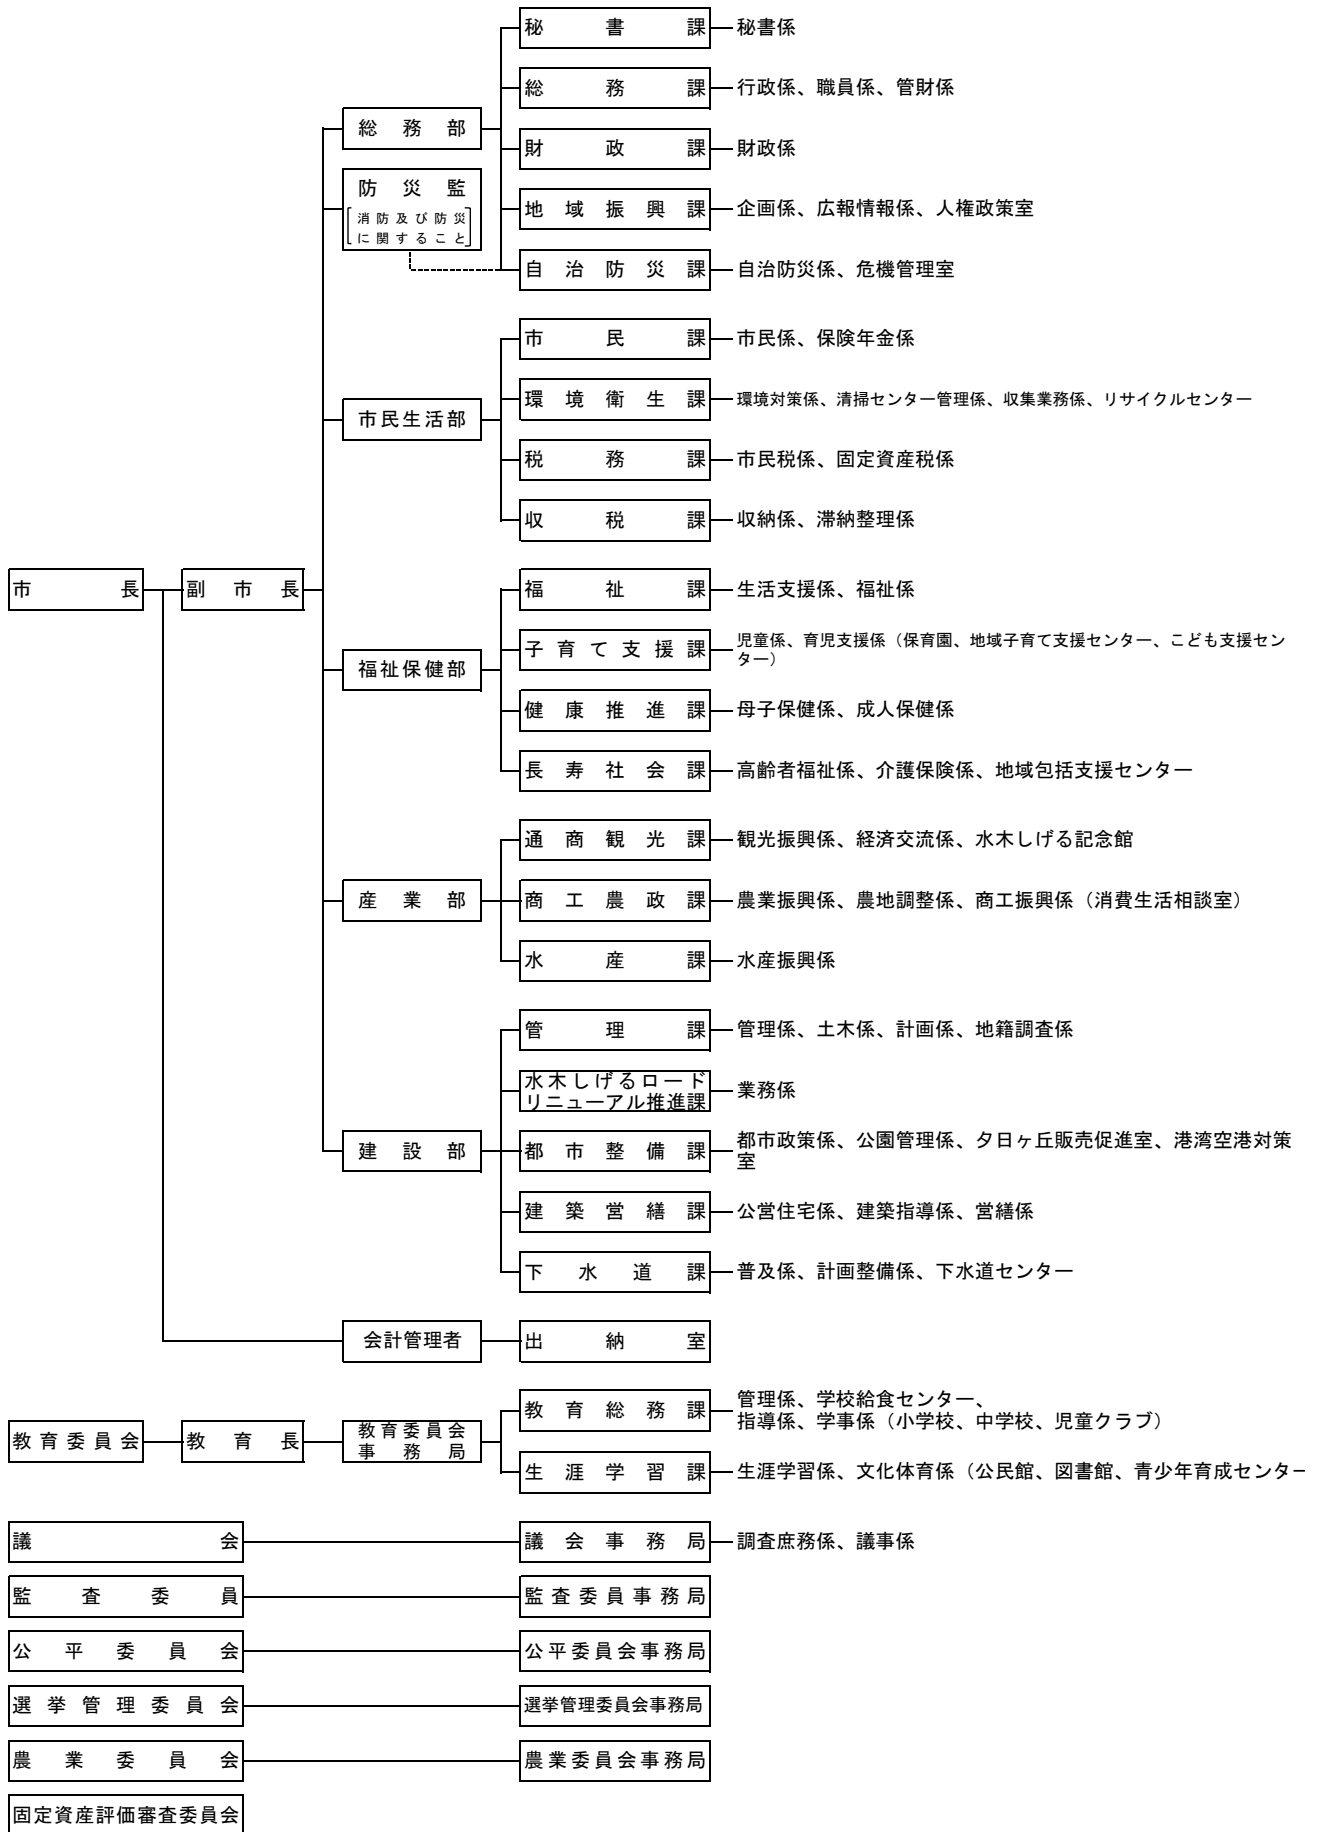 秘書課 秘書係
総務課 行政係、職員係、管財係
総務部
財政課 財政係
防災監
消防及び防災
に関すること
地域振興課 企画係、広報情報係、人権政策室
自治防災課 自治防災係、危機管理室
市民課 市民係、保険年金係
環境衛生課 環境対策係、清掃センター管理係、収集業務係、リサイクルセンター
市民生活部
税務課 市民税係、固定資産税係
収税課 収納係、滞納整理係
市長 副市長
福祉課 生活支援係、福祉係
子育て支援課 児童係、育児支援係（保育園、地域子育て支援センター、こども支援セン
ター）
福祉保健部
健康推進課 母子保健係、成人保健係
長寿社会課 高齢者福祉係、介護保険係、地域包括支援センター
通商観光課 観光振興係、経済交流係、水木しげる記念館
産業部
商工農政課 農業振興係、農地調整係、商工振興係（消費生活相談室）
水産課 水産振興係
管理課 管理係、土木係、計画係、地籍調査係
水木しげるロード
リニューアル推進課 業務係
建設部
都市整備課 都市政策係、公園管理係、夕日ヶ丘販売促進室、港湾空港対策
室
建築営繕課 公営住宅係、建築指導係、営繕係
下水道課 普及係、計画整備係、下水道センター
会計管理者 出納室
教育総務課 管理係、学校給食センター、
指導係、学事係（小学校、中学校、児童クラブ）
教育委員会 教育長 教育委員会
事務局
生涯学習課 生涯学習係、文化体育係（公民館、図書館、青少年育成センター
議会 議会事務局 調査庶務係、議事係
監査委員 監査委員事務局
公平委員会 公平委員会事務局
選挙管理委員会 選挙管理委員会事務局
農業委員会 農業委員会事務局
固定資産評価審査委員会